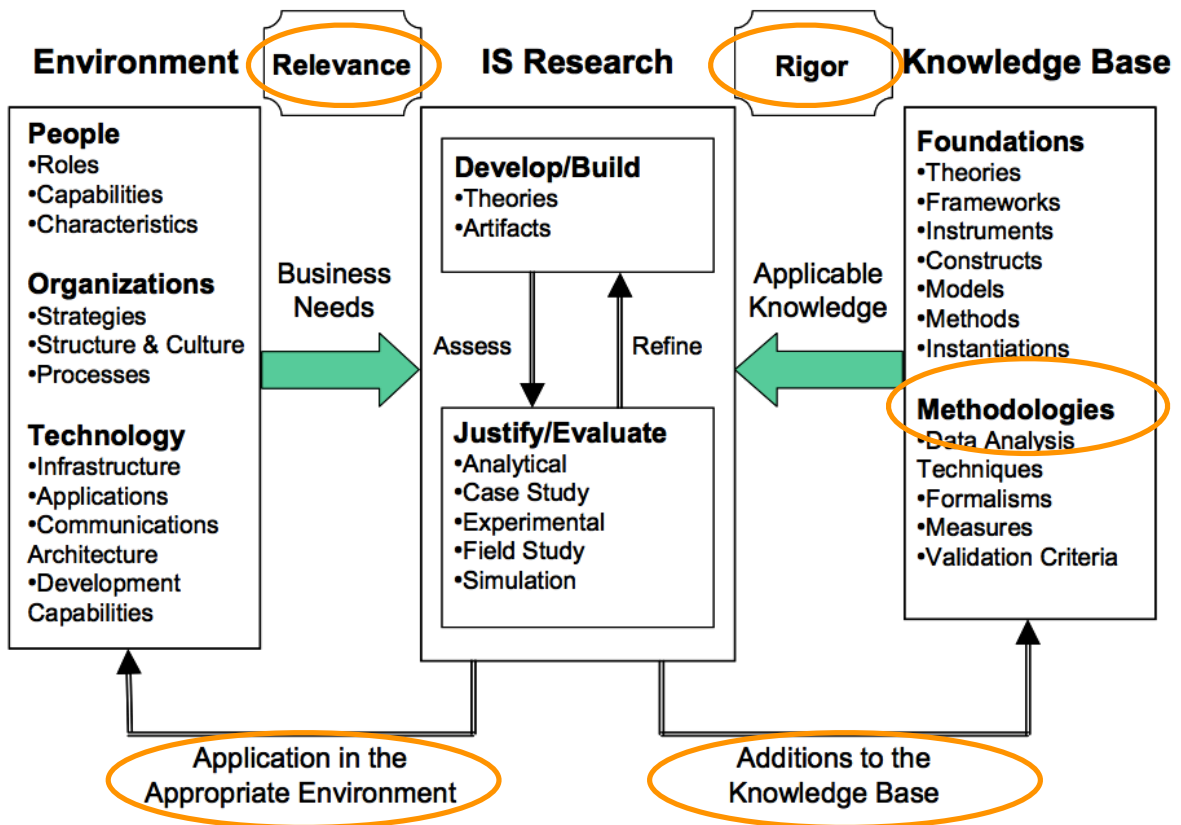 Environment
Relevance
IS Research
Rigor
Knowledge Base
People
•Roles
•Capabilities
•Characteristics
Organizations
•Strategies
•Structure & Culture
•Processes
Technology
•Infrastructure
•Applications
•Communications
Architecture
•Development
Capabilities
Business
Needs
Develop/Build
•Theories
•Artifacts
Assess
Refine
Justify/Evaluate
•Analytical
•Case Study
•Experimental
•Field Study
•Simulation
Applicable
Knowledge
Foundations
•Theories
•Frameworks
•Instruments
•Constructs
•Models
•Methods
•Instantiations
Methodologies
•Data Analysis
Techniques
•Formalisms
•Measures
•Validation Criteria
Application in the
Appropriate Environment
Additions to the
Knowledge Base